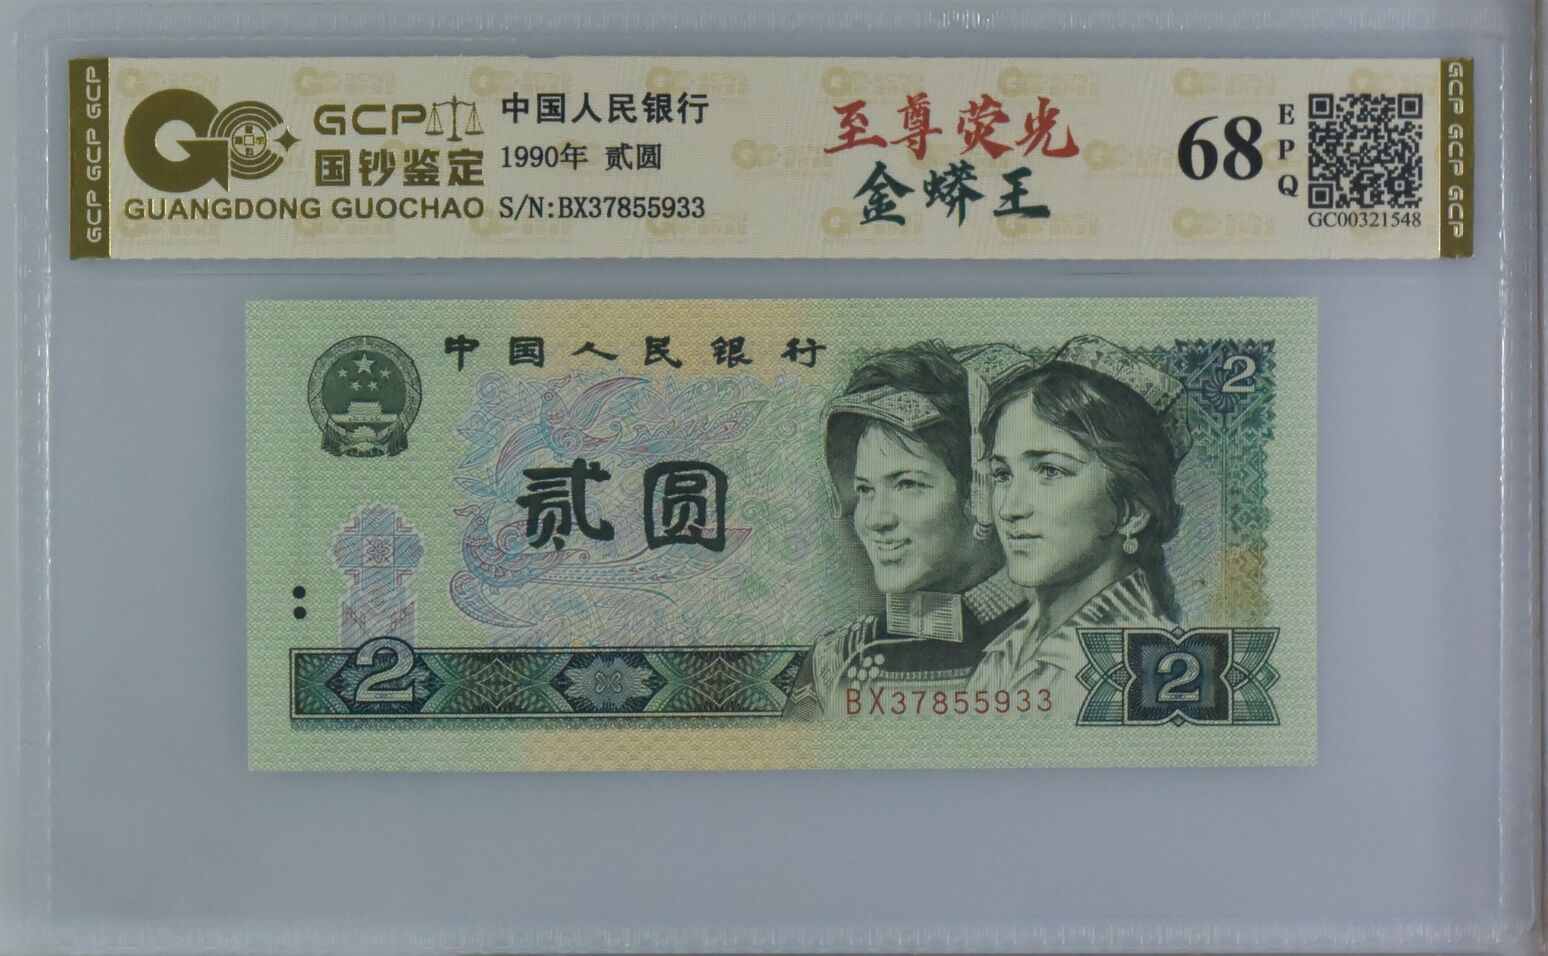 GCP GCP GCP
GCP
国钞鉴定
GUANGDONG GUOCHAO
中国人民银行
1990年 贰圆
S/N:BX37855933
至尊荧光
金蟒王
68
EPQ
GC00321548
GCP GCP GCP
中国人民银行
2
贰圆
2
2
BX37855933